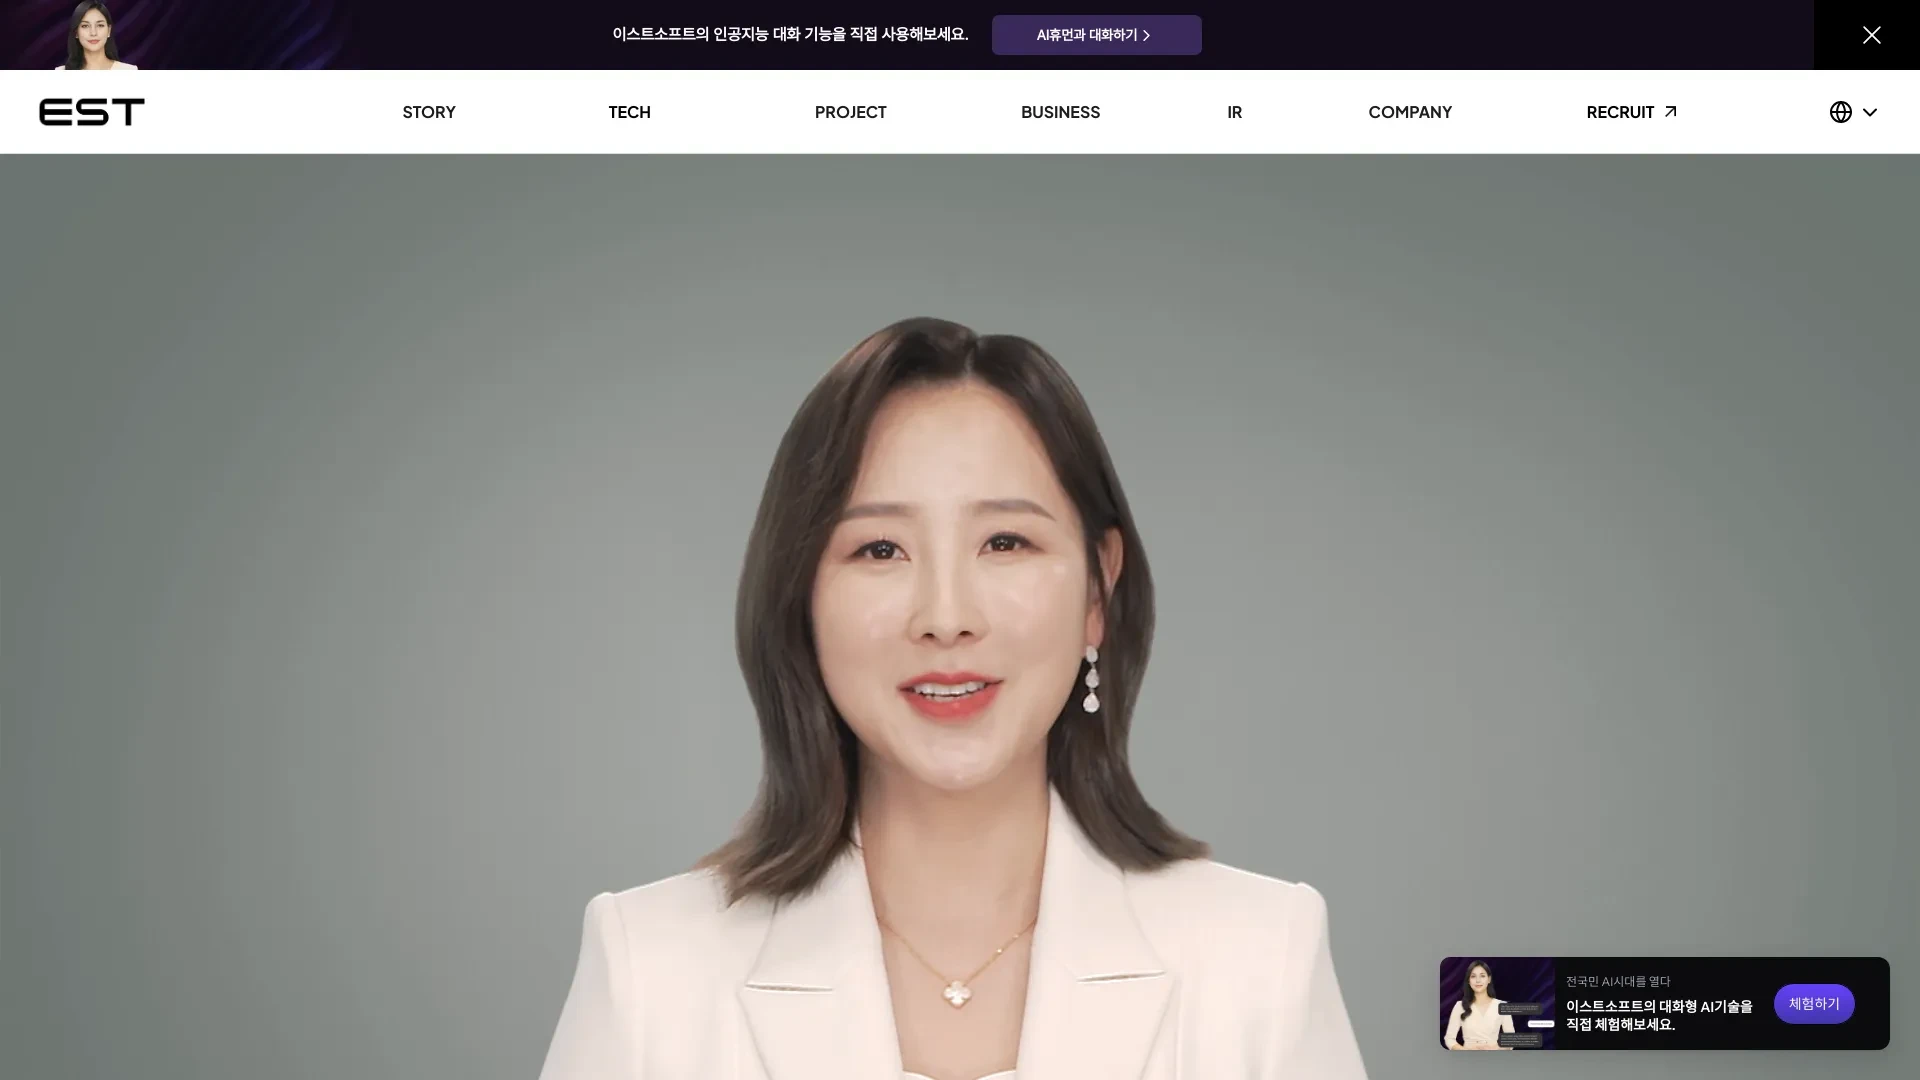 이스트소프트의 인공지능 대화 기능을 직접 사용해보세요.
AI휴먼과 대화하기
EST
STORY
TECH
PROJECT
BUSINESS
IR
COMPANY
RECRUIT
전국민 AI시대를 열다
이스트소프트의 대화형 AI기술을
직접 체험해보세요.
체험하기